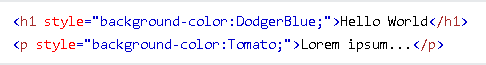 <h1 style="background-color:DodgerBlue;">Hello World</h1>
<p style="background-color:Tomato;">Lorem ipsum...</p>